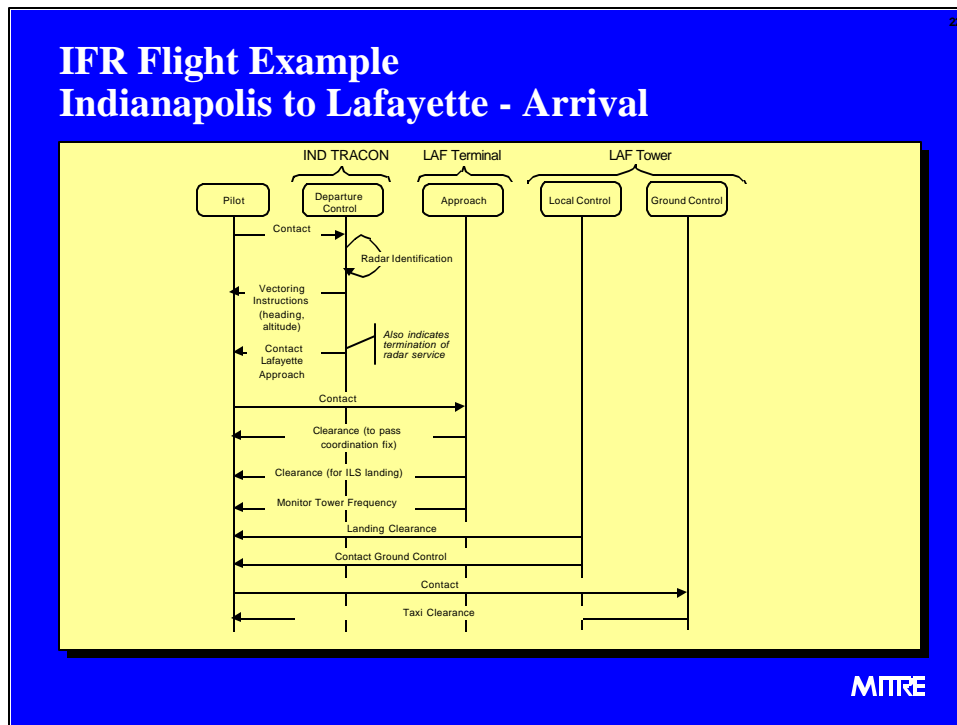 IFR Flight Example
Indianapolis to Lafayette - Arrival
IND TRACON
LAF Terminal
LAF Tower
Pilot
Departure
Control
Approach
Local Control
Ground Control
Contact
Radar Identification
Vectoring
Instructions
(heading,
altitude)
Also indicates
termination of
radar service
Contact
Lafayette
Approach
Contact
Clearance (to pass
coordination fix)
Clearance (for ILS landing)
Monitor Tower Frequency
Landing Clearance
Contact Ground Control
Contact
Taxi Clearance
MITRE